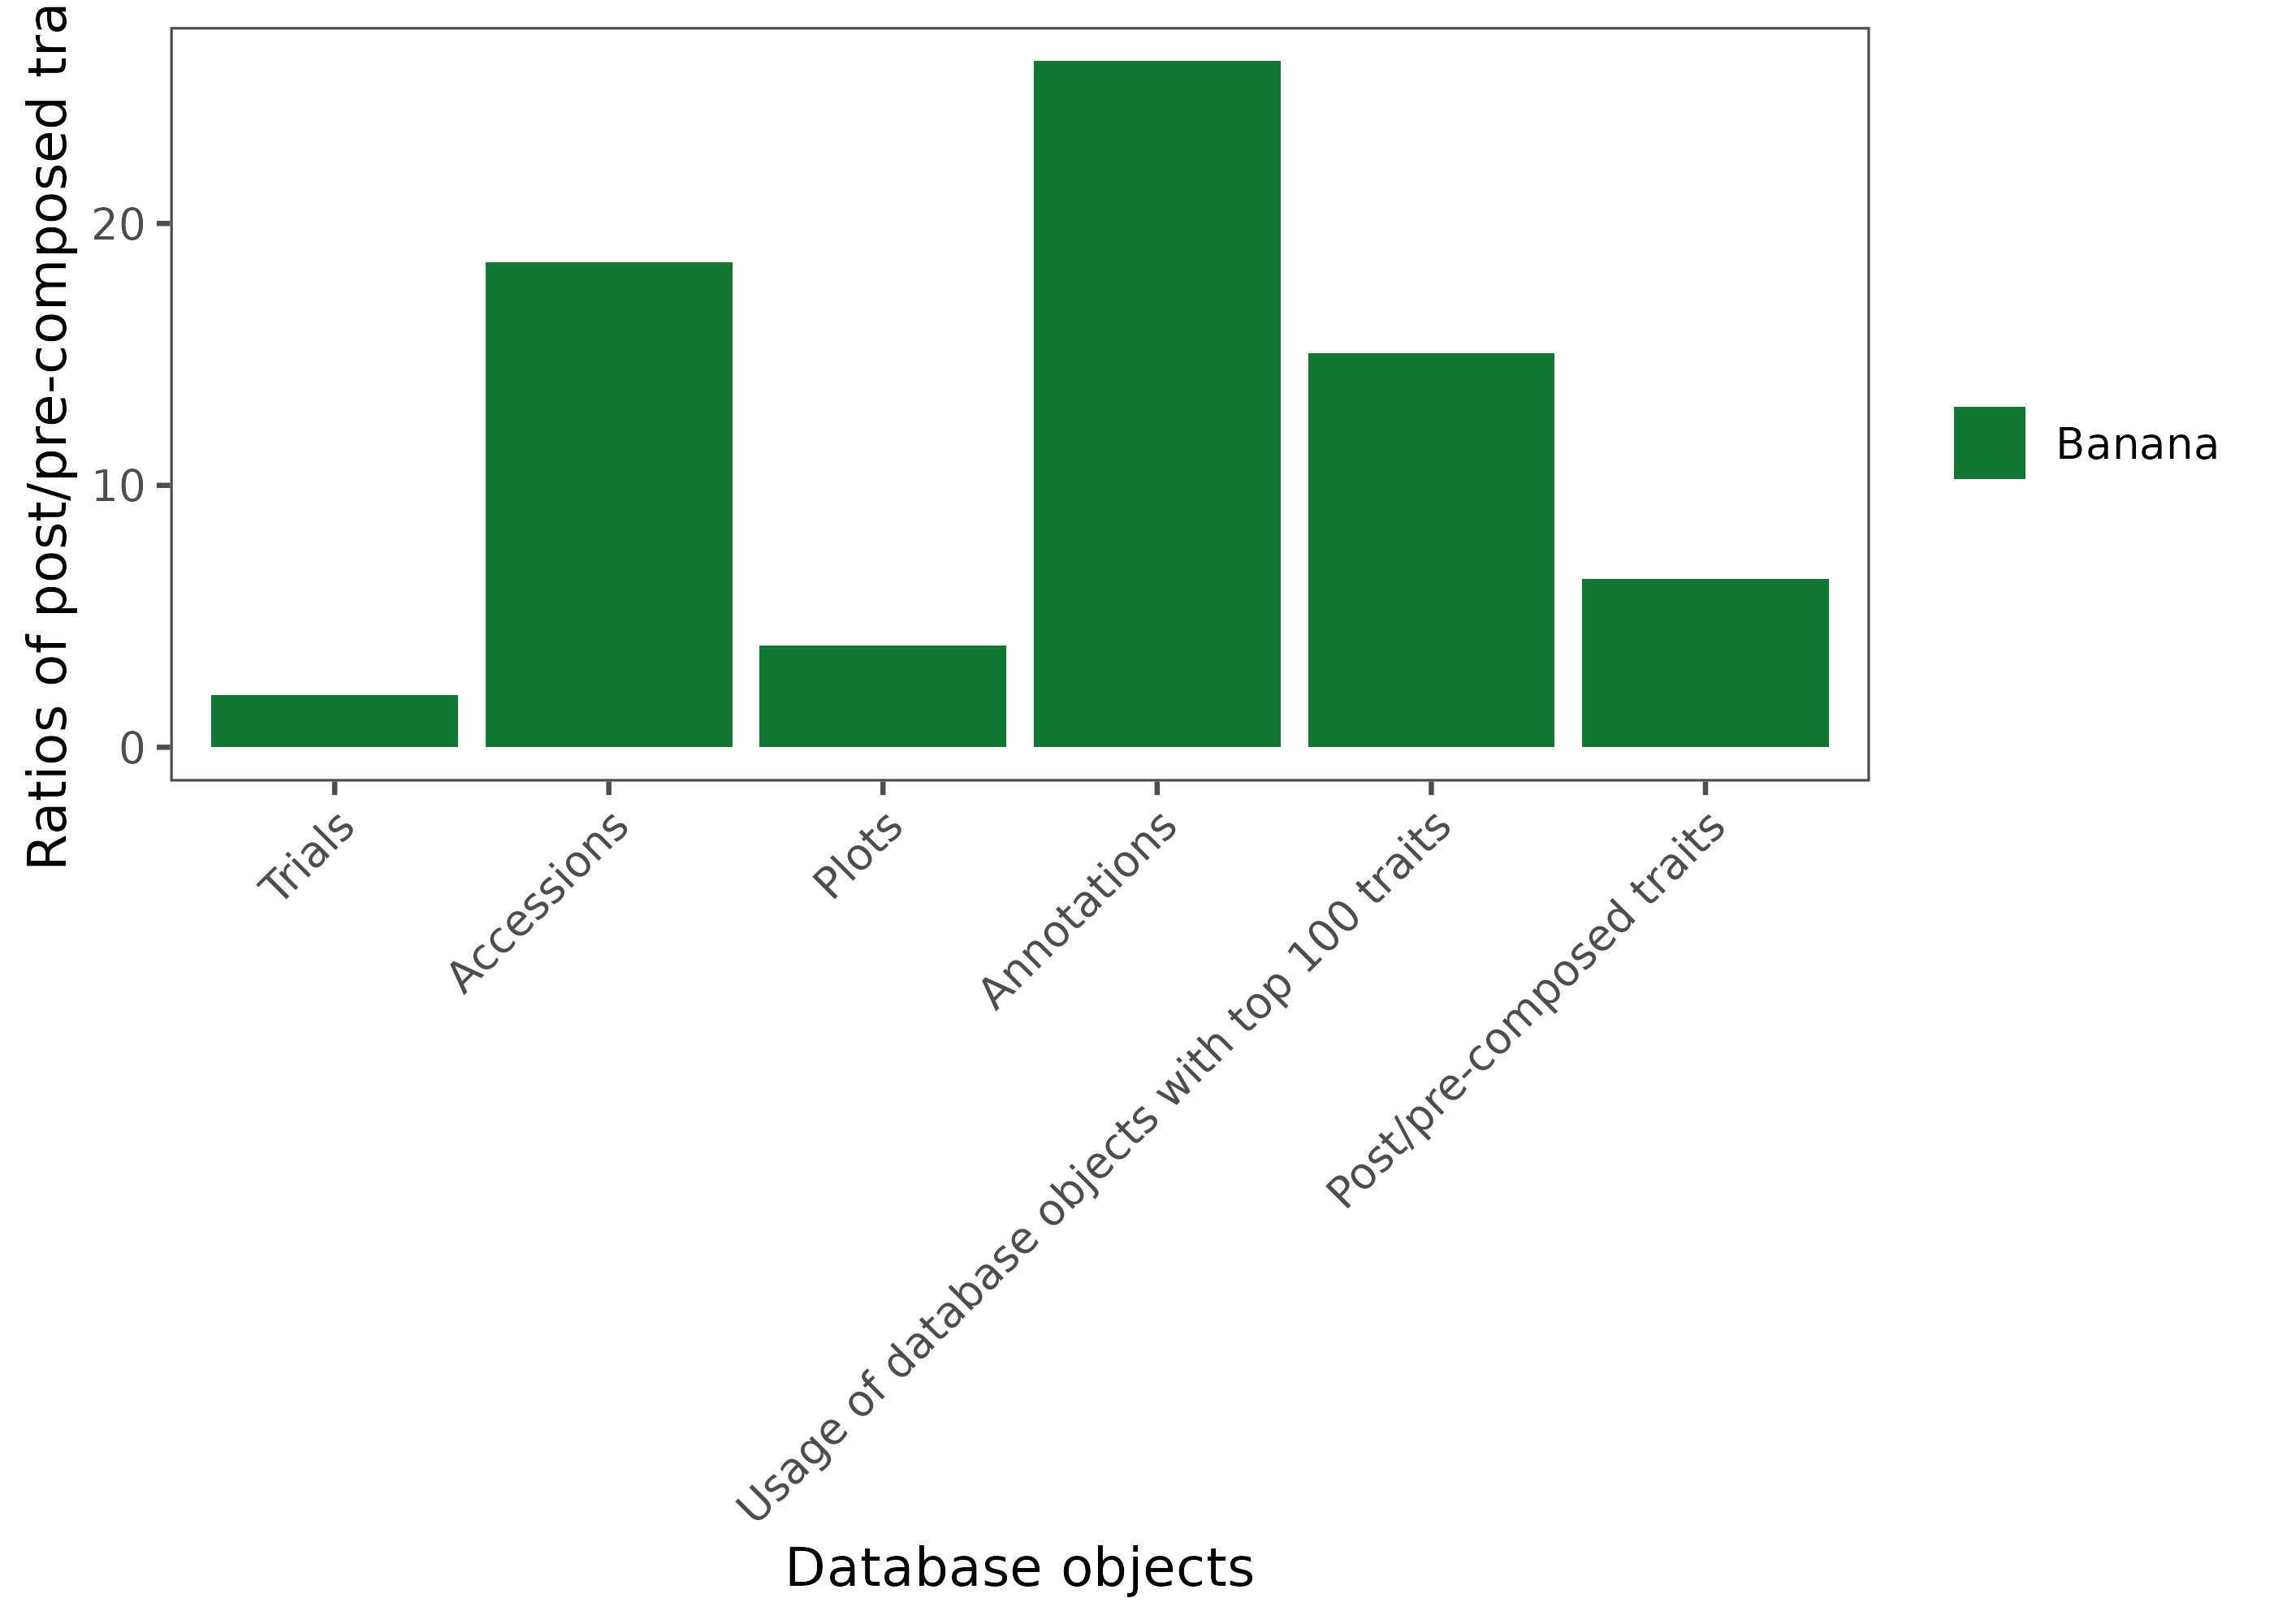 Ratios of post/pre-composed tra
20
10
0
Trials
Accessions
Plots
Annotations
Usage of database objects with top 100 traits
Post/pre-composed traits
Database objects
Banana